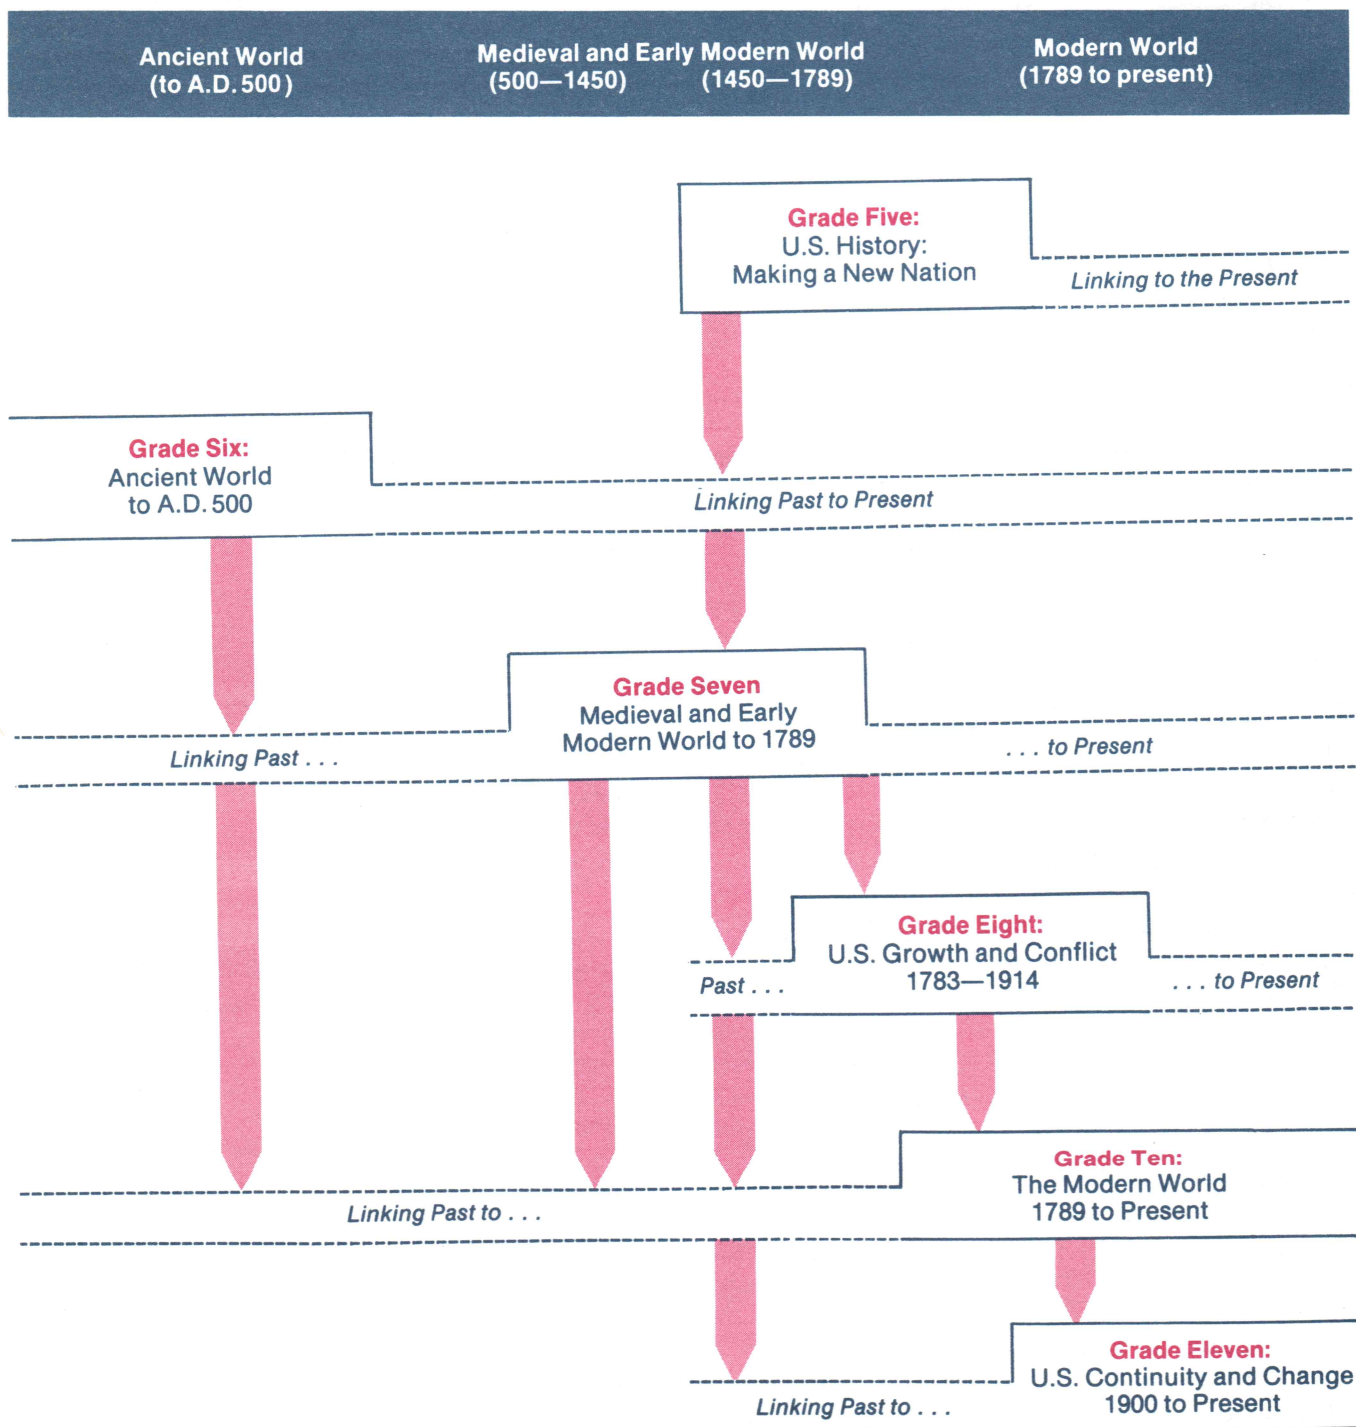 Ancient World
(to A.D. 500)
Medieval and Early Modern World
(500—1450) (1450—1789)
Modern World
(1789 to present)
Grade Five:
U.S. History:
Making a New Nation
Linking to the Present
Grade Six:
Ancient World
to A.D. 500
Linking Past to Present
Grade Seven
Medieval and Early
Modern World to 1789
Linking Past . . .
. . . to Present
Grade Eight:
U.S. Growth and Conflict
1783—1914
Past . . .
. . . to Present
Grade Ten:
The Modern World
1789 to Present
Linking Past to . . .
Grade Eleven:
U.S. Continuity and Change
1900 to Present
Linking Past to . . .